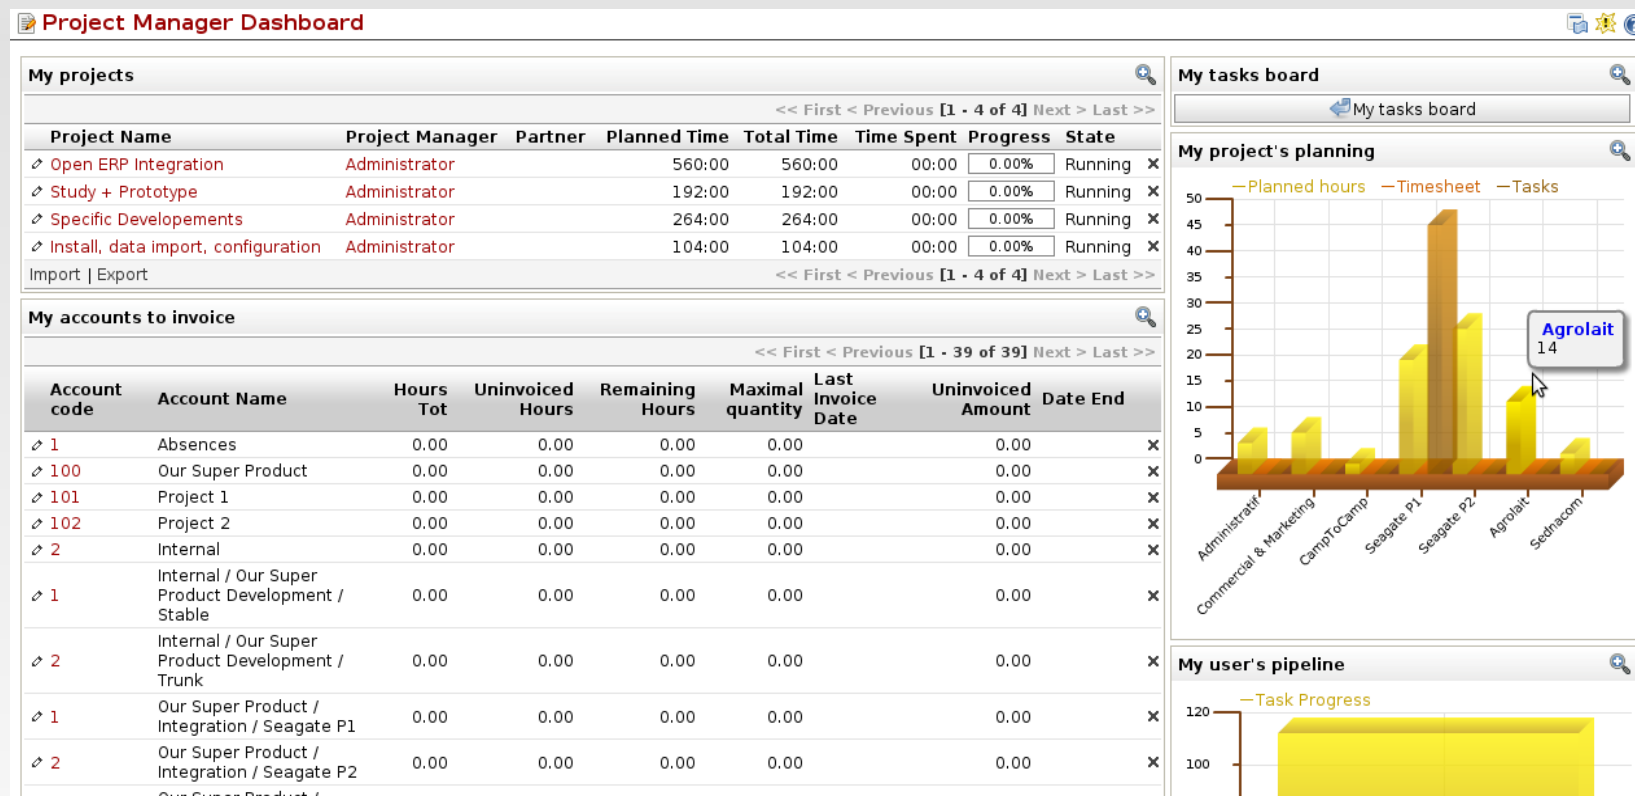 Project Manager Dashboard
My projects
<< First < Previous [1 - 4 of 4] Next > Last >>
Project Name Project Manager Partner Planned Time Total Time Time Spent Progress State
Open ERP Integration Administrator 560:00 560:00 00:00 0.00% Running
Study + Prototype Administrator 192:00 192:00 00:00 0.00% Running
Specific Developements Administrator 264:00 264:00 00:00 0.00% Running
Install, data import, configuration Administrator 104:00 104:00 00:00 0.00% Running
Import | Export << First < Previous [1 - 4 of 4] Next > Last >>
My accounts to invoice
<< First < Previous [1 - 39 of 39] Next > Last >>
Account code Account Name Hours Tot Uninvoiced Hours Remaining Hours Maximal quantity Last Invoice Date Uninvoiced Amount Date End
1 Absences 0.00 0.00 0.00 0.00 0.00
100 Our Super Product 0.00 0.00 0.00 0.00 0.00
101 Project 1 0.00 0.00 0.00 0.00 0.00
102 Project 2 0.00 0.00 0.00 0.00 0.00
2 Internal 0.00 0.00 0.00 0.00 0.00
Internal / Our Super
1 Product Development / 0.00 0.00 0.00 0.00 0.00
Stable
Internal / Our Super
2 Product Development / 0.00 0.00 0.00 0.00 0.00
Trunk
Our Super Product /
1 Integration / Seagate P1 0.00 0.00 0.00 0.00 0.00
Our Super Product /
2 Integration / Seagate P2 0.00 0.00 0.00 0.00 0.00
My tasks board
My tasks board
My project's planning
Planned hours Timesheet Tasks
50
45
40
35
30
25
20
15
10
5
0
Agrolait
14
Administratif
Commercial & Marketing
CampToCamp
Seagate P1
Seagate P2
Agrolait
Sednacom
My user's pipeline
Task Progress
120
100